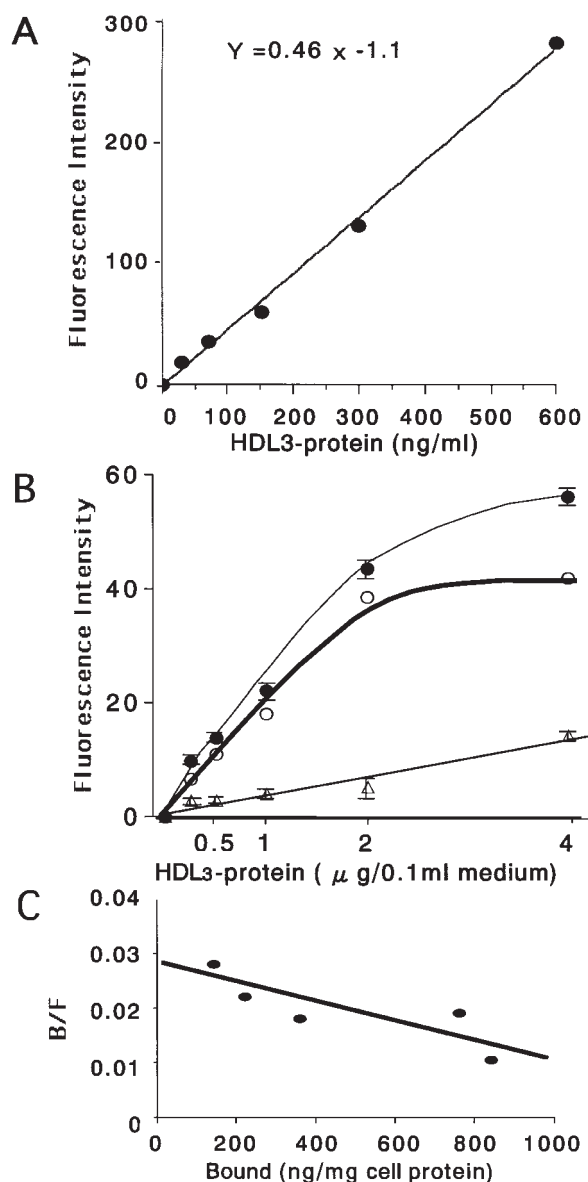 A
Y =0.46 x -1.1
Fluorescence Intensity
300
200
100
0
0 100 200 300 400 500 600
HDL3-protein (ng/ml)
B
Fluorescence Intensity
60
40
20
0
0.5 1 2 4
HDL3-protein ( μ g/0.1ml medium)
C
B/F
0.04
0.03
0.02
0.01
0
0 200 400 600 800 1000
Bound (ng/mg cell protein)